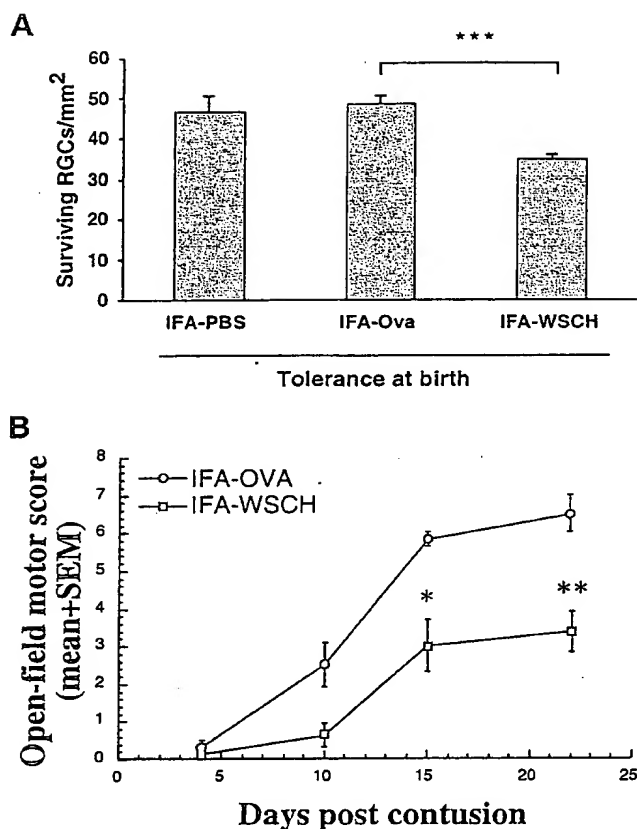 A
***
Surviving RGCs/mm²
60
50
40
30
20
10
0
IFA-PBS IFA-Ova IFA-WSCH
Tolerance at birth
B
Open-field motor score
(mean+SEM)
8
7
6
5
4
3
2
1
0
IFA-OVA
IFA-WSCH
* **
0 5 10 15 20 25
Days post contusion